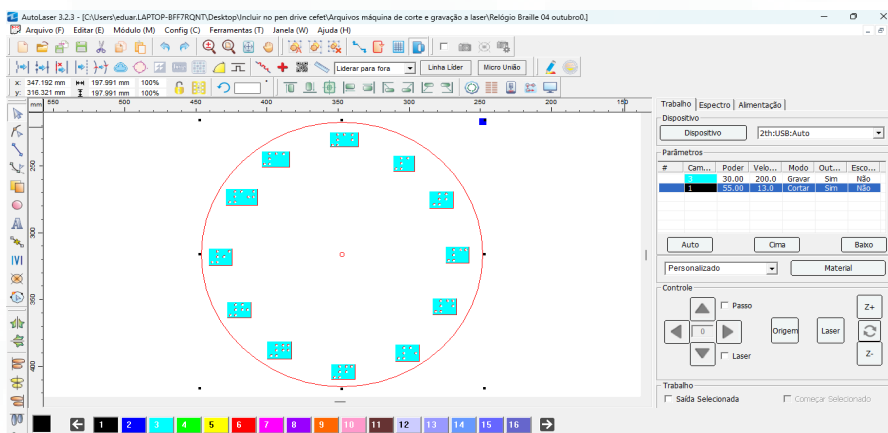 AutoLaser 3.2.3 - [C:\Users\eduar.LAPTOP-BFF7RQNT\Desktop\Incluir no pen drive cefet\Arquivos máquina de corte e gravação a laser\Relógio Braille 04 outubro0.]
Arquivo (F) Editar (E) Módulo (M) Config (C) Ferramentas (T) Janela (W) Ajuda (H)
Liderar para fora Linha Líder Micro União
x: 347.192 mm 197.991 mm 100%
y: 316.321 mm 197.991 mm 100%
mm 550 500 450 400 350 300 250 200 150
250
300
350
400
Trabalho Espectro Alimentação
Dispositivo
Dispositivo 2th:USB:Auto
Parâmetros
# Cam... Poder Velo... Modo Out... Esco...
3 30.00 200.0 Gravar Sim Não
1 55.00 13.0 Cortar Sim Não
Auto Cima Baixo
Personalizado Material
Controle
Passo
0 Origem Laser
Laser
Z+
Z-
Trabalho
Saída Selecionada Começar Selecionado
1 2 3 4 5 6 7 8 9 10 11 12 13 14 15 16